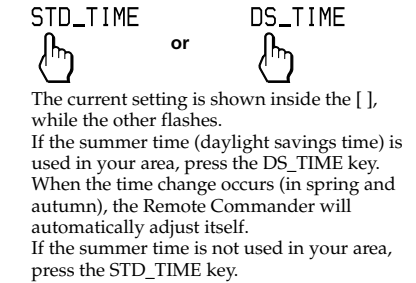 STD_TIME or DS_TIME
The current setting is shown inside the [ ],
while the other flashes.
If the summer time (daylight savings time) is
used in your area, press the DS_TIME key.
When the time change occurs (in spring and
autumn), the Remote Commander will
automatically adjust itself.
If the summer time is not used in your area,
press the STD_TIME key.